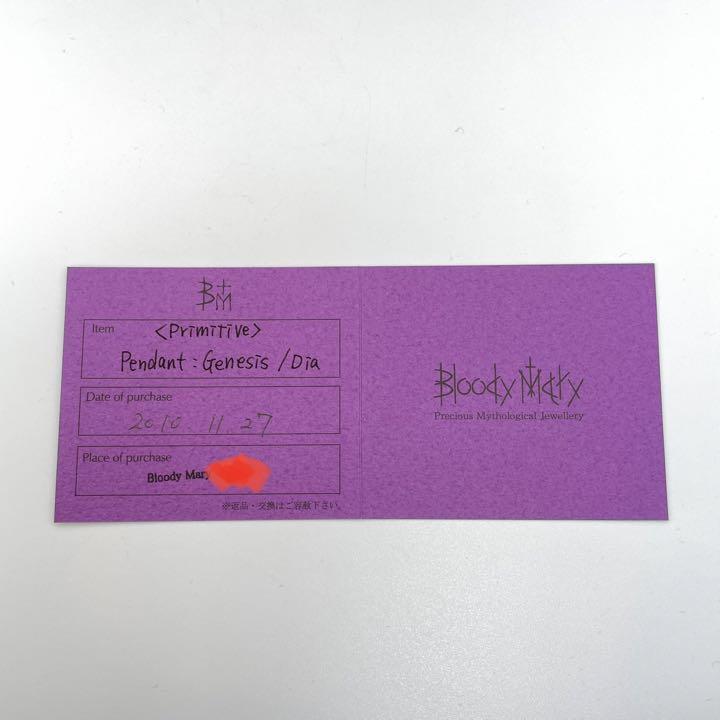 BM
Item
<Primitive>
Pendant : Genesis / Dia
Date of purchase
2010. 11. 27
Place of purchase
Bloody Mary
※返品・交換はご容赦下さい。
Bloody Mary
Precious Mythological Jewellery